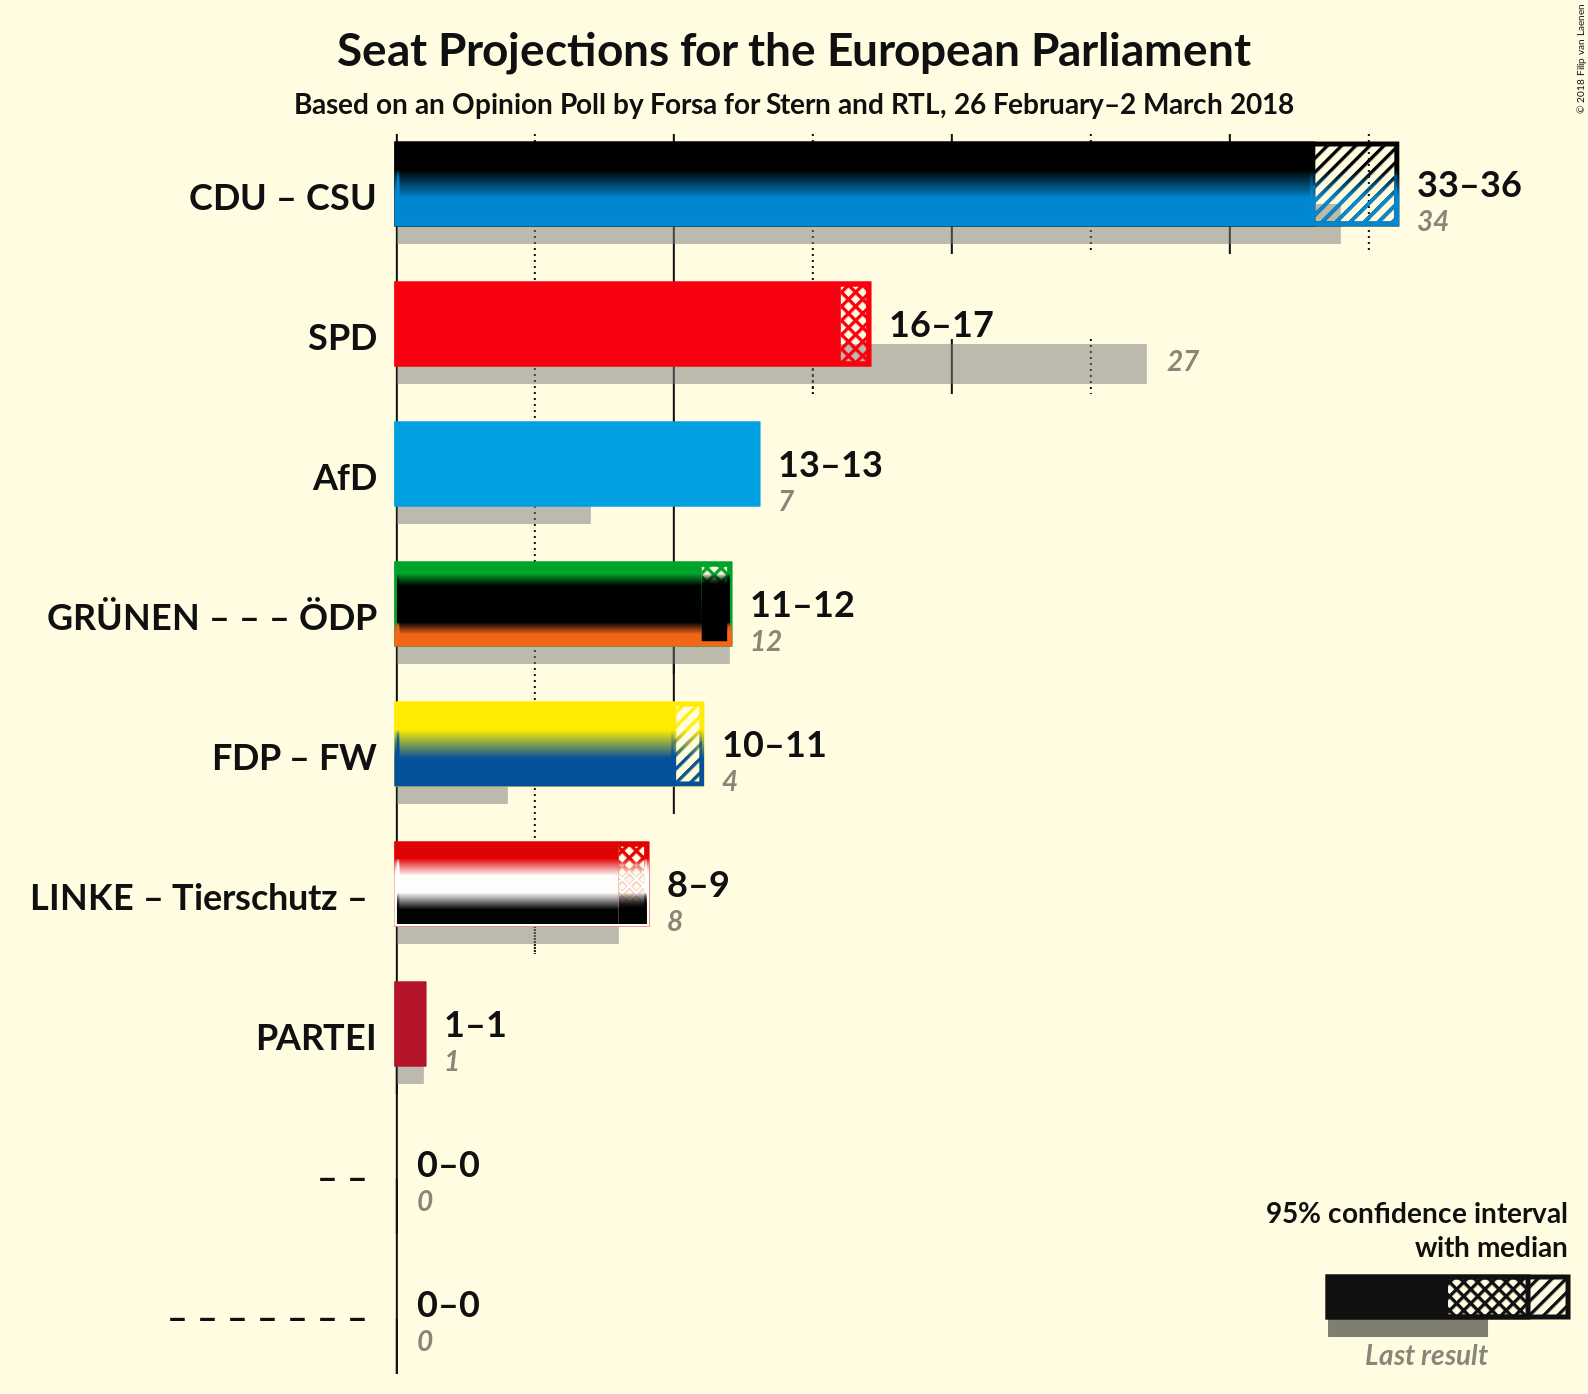 Seat Projections for the European Parliament
Based on an Opinion Poll by Forsa for Stern and RTL, 26 February–2 March 2018
© 2018 Filip van Laenen
CDU – CSU
33–36
34
SPD
16–17
27
AfD
13–13
7
GRÜNEN – – – ÖDP
11–12
12
FDP – FW
10–11
4
LINKE – Tierschutz –
8–9
8
PARTEI
1–1
1
– –
0–0
0
– – – – – – –
0–0
0
95% confidence interval
with median
Last result